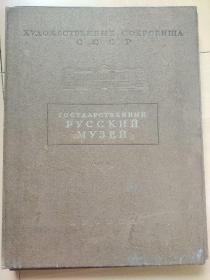 ХУДОЖЕСТВЕННЫЕ СОКРОВИЩА
СССР
ГОСУДАРСТВЕННЫЙ
РУССКИЙ
МУЗЕЙ